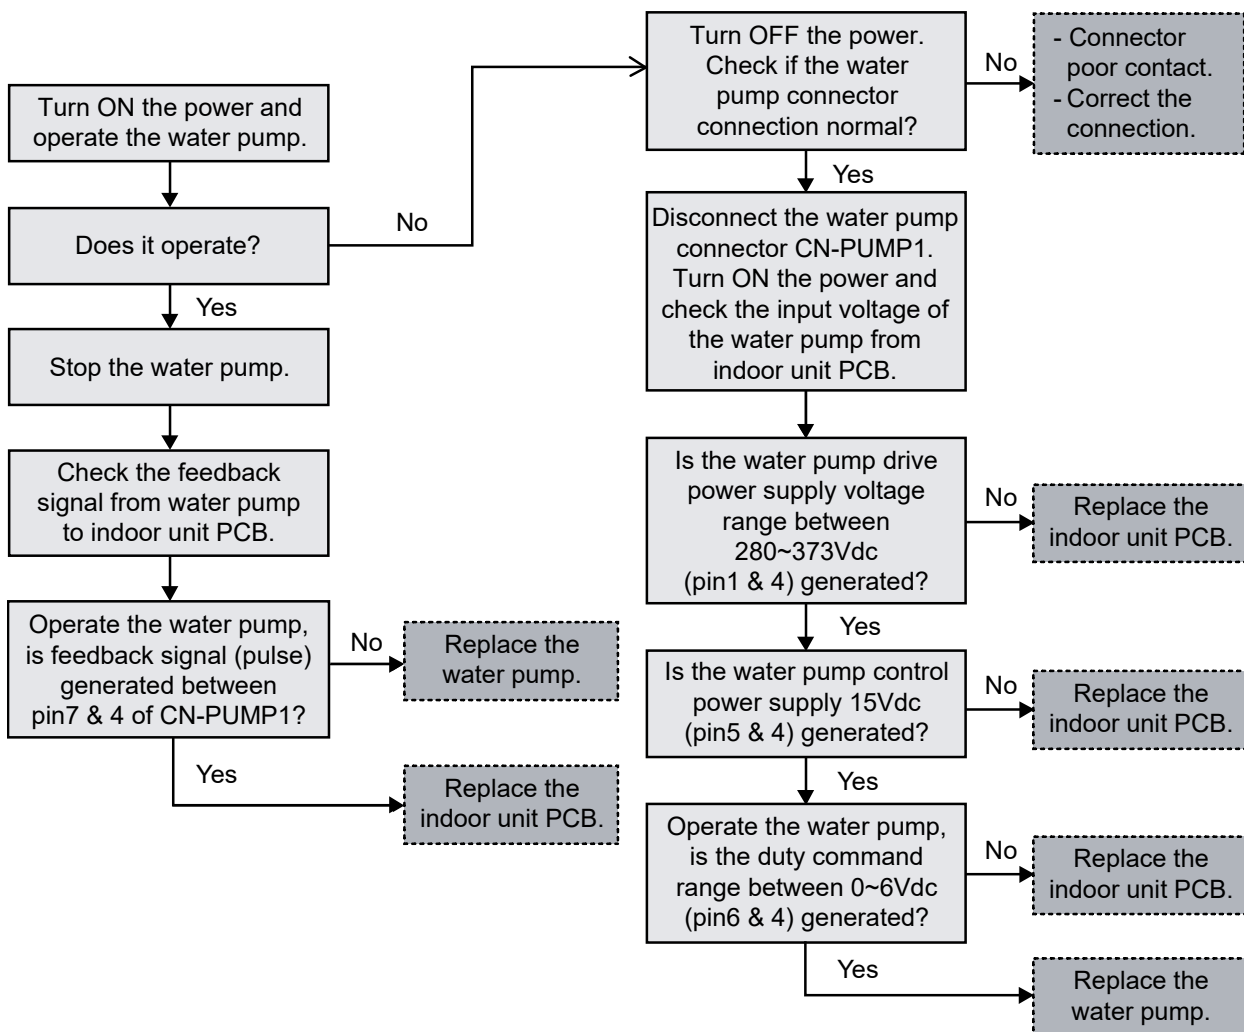 Turn ON the power and
operate the water pump.
Does it operate?
No
Yes
Stop the water pump.
Check the feedback
signal from water pump
to indoor unit PCB.
Operate the water pump,
is feedback signal (pulse)
generated between
pin7 & 4 of CN-PUMP1?
No
Replace the
water pump.
Yes
Replace the
indoor unit PCB.
Turn OFF the power.
Check if the water
pump connector
connection normal?
No
- Connector
poor contact.
- Correct the
connection.
Yes
Disconnect the water pump
connector CN-PUMP1.
Turn ON the power and
check the input voltage of
the water pump from
indoor unit PCB.
Is the water pump drive
power supply voltage
range between
280~373Vdc
(pin1 & 4) generated?
No
Replace the
indoor unit PCB.
Yes
Is the water pump control
power supply 15Vdc
(pin5 & 4) generated?
No
Replace the
indoor unit PCB.
Yes
Operate the water pump,
is the duty command
range between 0~6Vdc
(pin6 & 4) generated?
No
Replace the
indoor unit PCB.
Yes
Replace the
water pump.